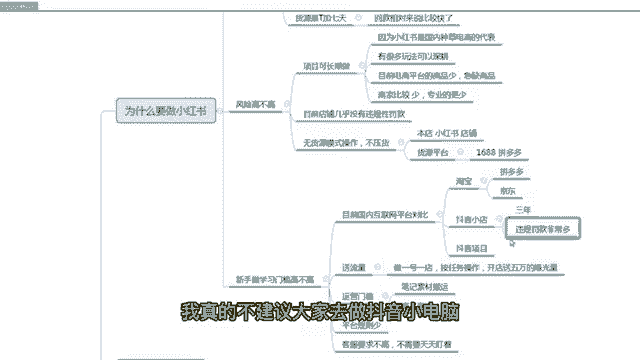 货源量1加七天
回款相对来说比较快了
因为小红书是国内种草电商的代表
有很多玩法可以深耕
项目可长期做
目前电商平台的商品少，急缺商品
商家比较少，专业的更少
为什么要做小红书
风险高不高
目前店铺几乎没有违规性罚款
本店 小红书 店铺
无货源模式操作，不压货
货源平台
1688 拼多多
拼多多
淘宝
京东
目前国内互联网平台对比
三年
抖音小店
违规罚款非常多
抖音项目
新手做学习门槛高不高
送流量
做一号一店，按任务操作，开店送五万的曝光量
运营门槛
笔记素材搬运
我真的不建议大家去做抖音小电脑
平台规则少
客服要求不高，不需要天天盯着